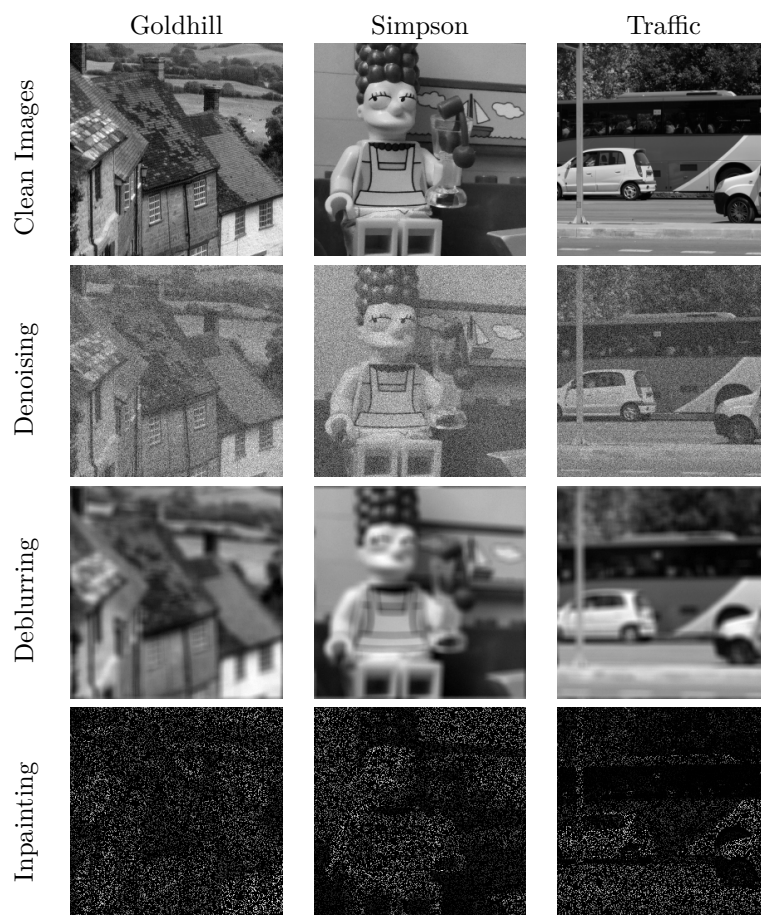 Goldhill
Simpson
Traffic
Clean Images
Denoising
Deblurring
Inpainting